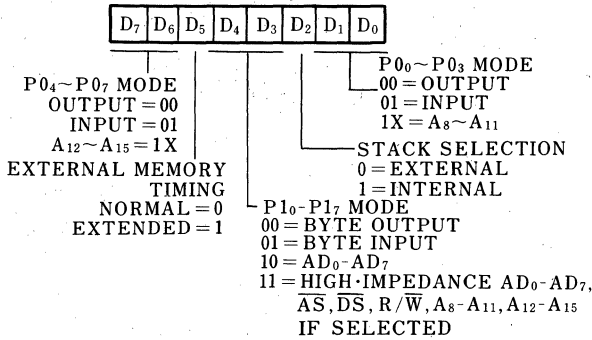 D₇ D₆ D₅ D₄ D₃ D₂ D₁ D₀
P0₄~P0₇ MODE
OUTPUT=00
INPUT=01
A₁₂~A₁₅=1X
EXTERNAL MEMORY
TIMING
NORMAL=0
EXTENDED=1
P0₀~P0₃ MODE
00=OUTPUT
01=INPUT
1X=A₈~A₁₁
STACK SELECTION
0=EXTERNAL
1=INTERNAL
P1₀-P1₇ MODE
00=BYTE OUTPUT
01=BYTE INPUT
10=AD₀-AD₇
11=HIGH·IMPEDANCE AD₀-AD₇,
A̅S̅, D̅S̅, R/W̅, A₈-A₁₁, A₁₂-A₁₅
IF SELECTED